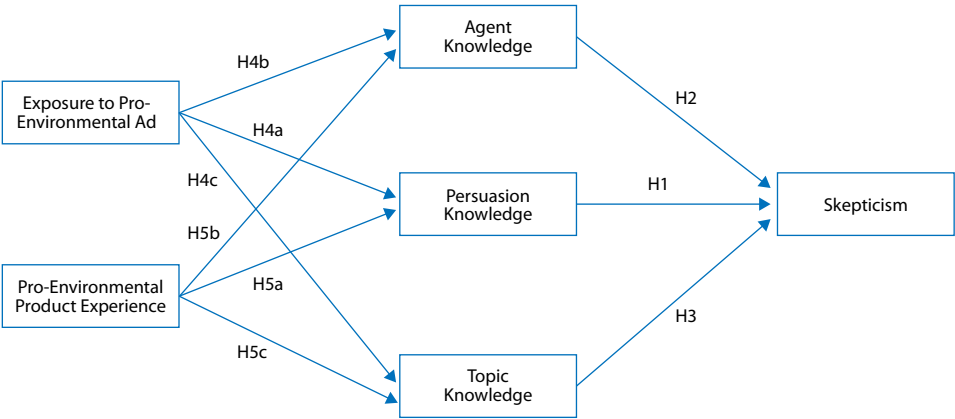 Agent
Knowledge
H4b
H2
Exposure to Pro-
Environmental Ad
H4a
H4c
Persuasion
Knowledge
H1
Skepticism
H5b
Pro-Environmental
Product Experience
H5a
H3
H5c
Topic
Knowledge